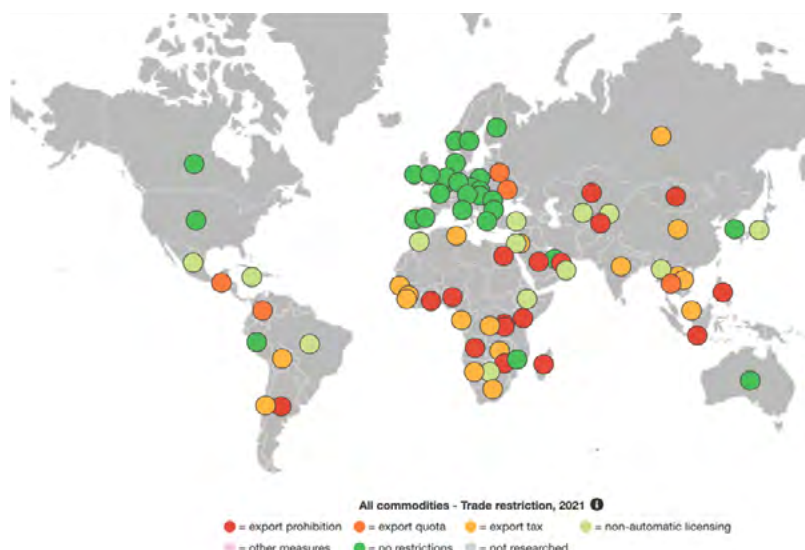 All commodities - Trade restriction, 2021 i
= export prohibition = export quota = export tax = non-automatic licensing
= other measures = no restrictions = not researched